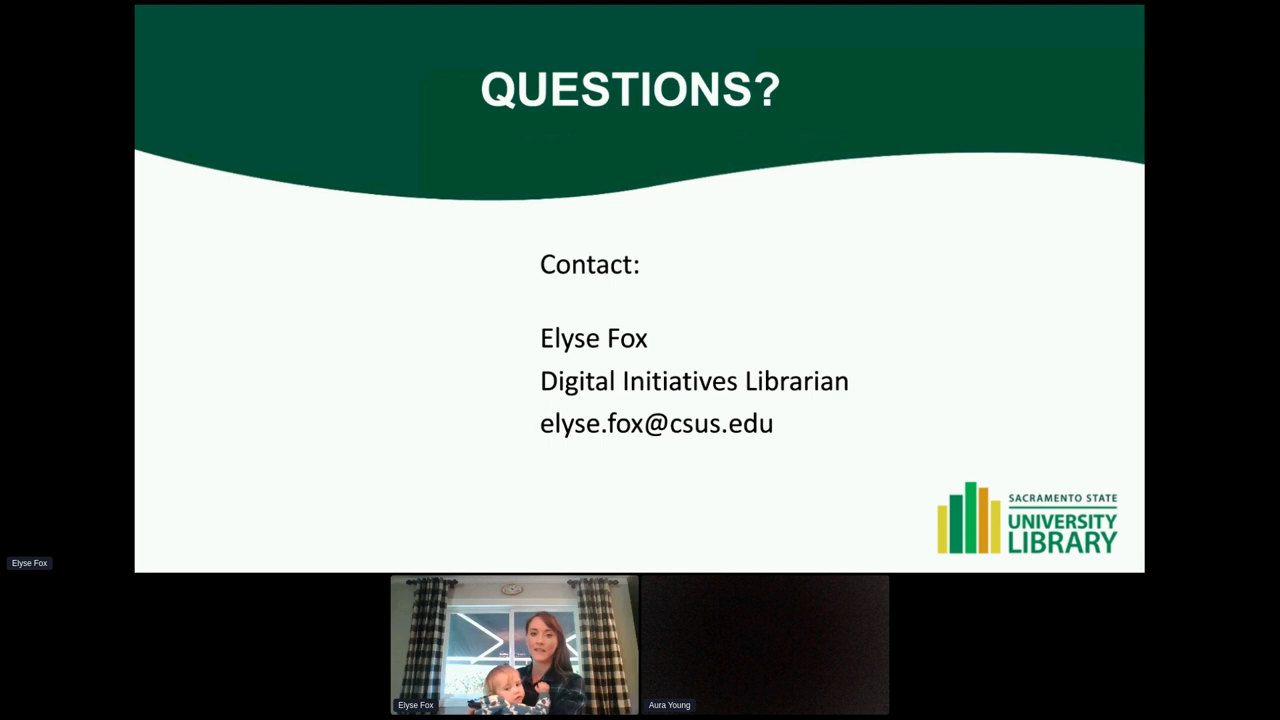 QUESTIONS?
Contact:
Elyse Fox
Digital Initiatives Librarian
elyse.fox@csus.edu
SACRAMENTO STATE
UNIVERSITY
LIBRARY
Elyse Fox
Elyse Fox
Aura Young